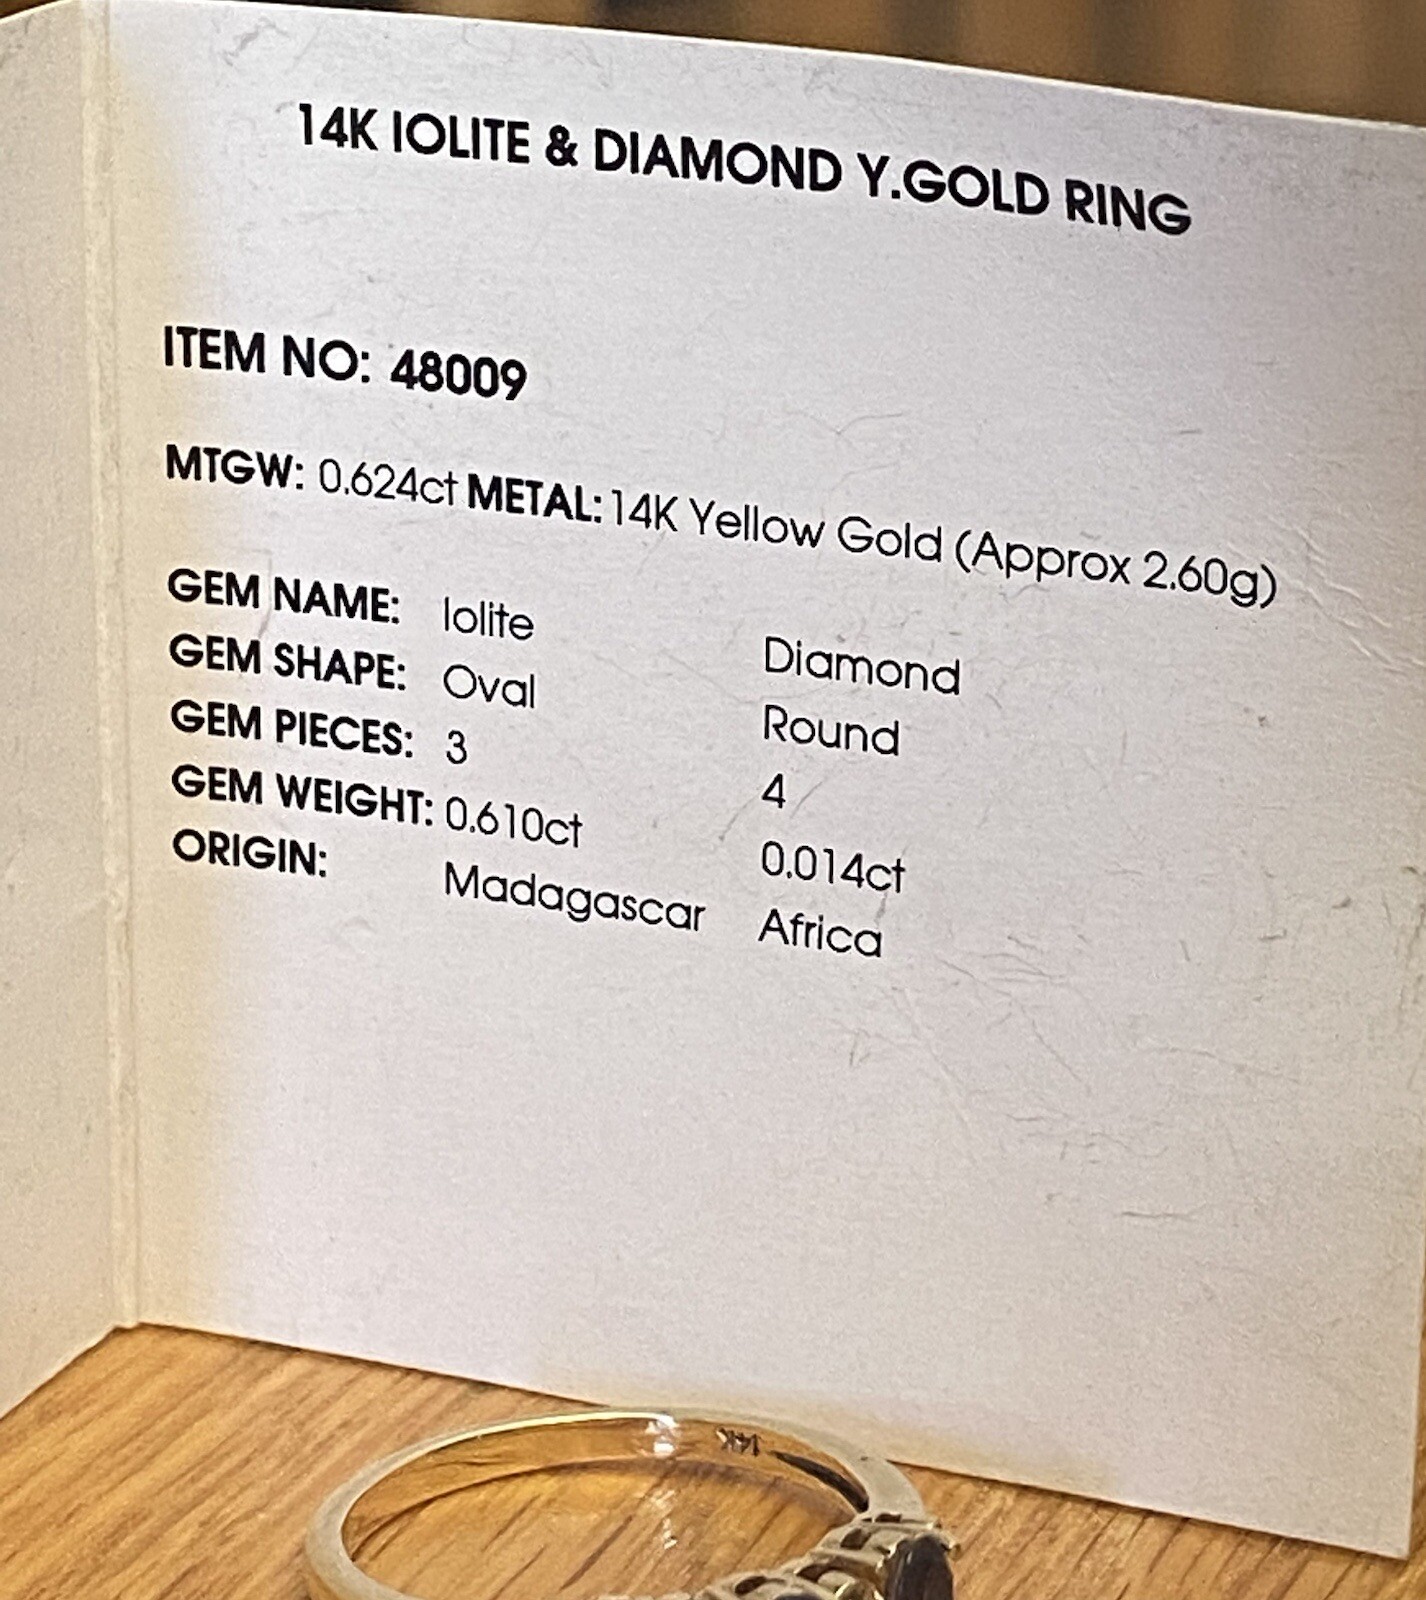 14K IOLITE & DIAMOND Y.GOLD RING
ITEM NO: 48009
MTGW: 0.624ct METAL: 14K Yellow Gold (Approx 2.60g)
GEM NAME: Iolite Diamond
GEM SHAPE: Oval Round
GEM PIECES: 3 4
GEM WEIGHT: 0.610ct 0.014ct
ORIGIN: Madagascar Africa
14K